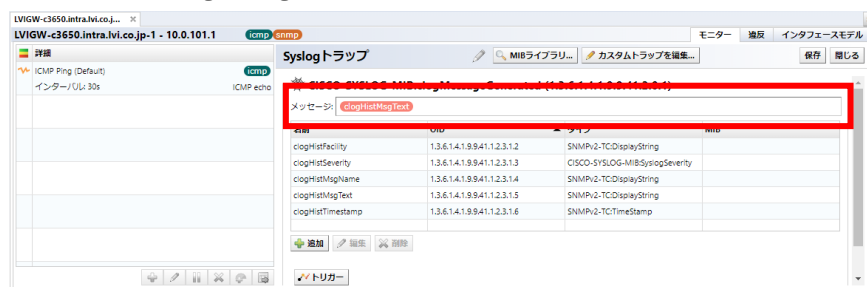 LVIGW-c3650.intra.lvi.co.j... ×
LVIGW-c3650.intra.lvi.co.jp-1 - 10.0.101.1 icmp snmp モニター 違反 インタフェースモデル
詳細
ICMP Ping (Default) icmp
インターバル: 30s ICMP echo
Syslogトラップ MIBライブラリ... カスタムトラップを編集... 保存 閉じる
メッセージ: clogHistMsgText
名前 OID タイプ MIB
clogHistFacility 1.3.6.1.4.1.9.9.41.1.2.3.1.2 SNMPv2-TC:DisplayString
clogHistSeverity 1.3.6.1.4.1.9.9.41.1.2.3.1.3 CISCO-SYSLOG-MIB:SyslogSeverity
clogHistMsgName 1.3.6.1.4.1.9.9.41.1.2.3.1.4 SNMPv2-TC:DisplayString
clogHistMsgText 1.3.6.1.4.1.9.9.41.1.2.3.1.5 SNMPv2-TC:DisplayString
clogHistTimestamp 1.3.6.1.4.1.9.9.41.1.2.3.1.6 SNMPv2-TC:TimeStamp
追加 編集 削除
トリガー